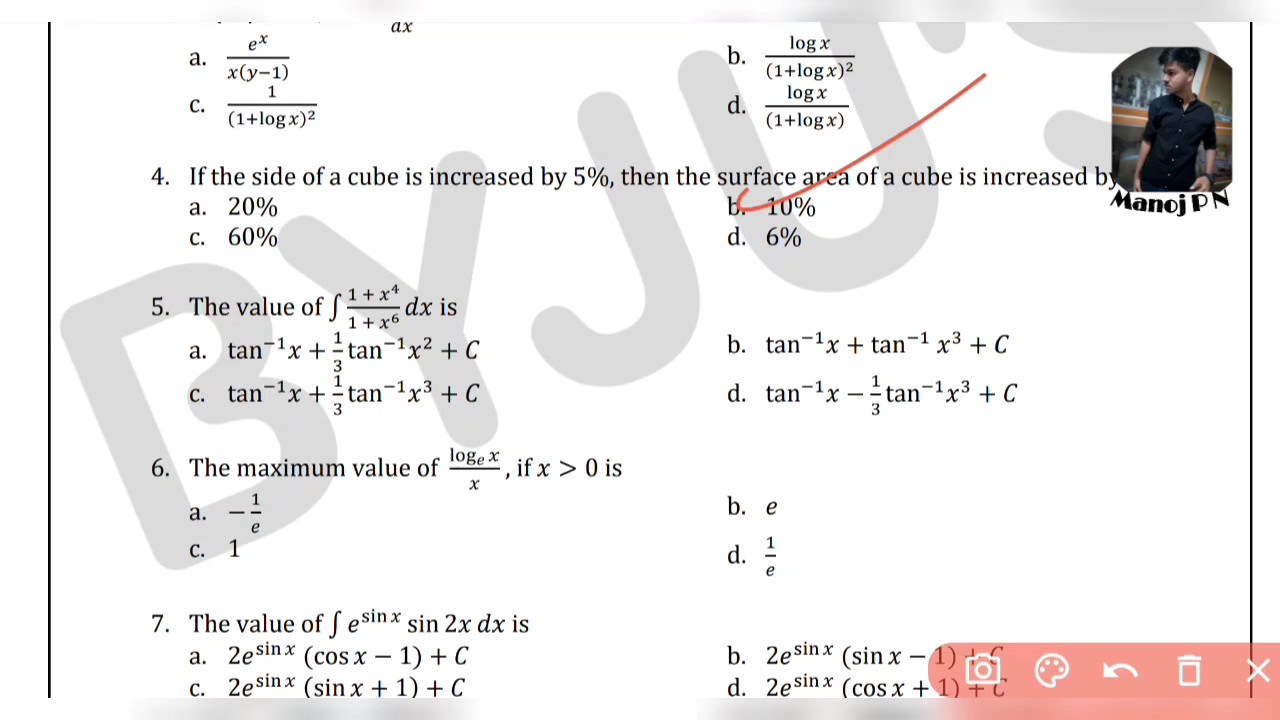 dx
a. e^x/x(y−1)
b. log x/(1+log x)²
c. 1/(1+log x)²
d. log x/(1+log x)
4. If the side of a cube is increased by 5%, then the surface area of a cube is increased by
a. 20%
b. 10%
c. 60%
d. 6%
Manoj P N
5. The value of ∫ (1 + x⁴)/(1 + x⁶) dx is
a. tan⁻¹x + 1/3 tan⁻¹x² + C
b. tan⁻¹x + tan⁻¹ x³ + C
c. tan⁻¹x + 1/3 tan⁻¹x³ + C
d. tan⁻¹x − 1/3 tan⁻¹x³ + C
6. The maximum value of logₑ x/x , if x > 0 is
a. −1/e
b. e
c. 1
d. 1/e
7. The value of ∫ e^sin x sin 2x dx is
a. 2e^sin x (cos x − 1) + C
b. 2e^sin x (sin x − 1) + C
c. 2e^sin x (sin x + 1) + C
d. 2e^sin x (cos x + 1) + C
BYJU'S